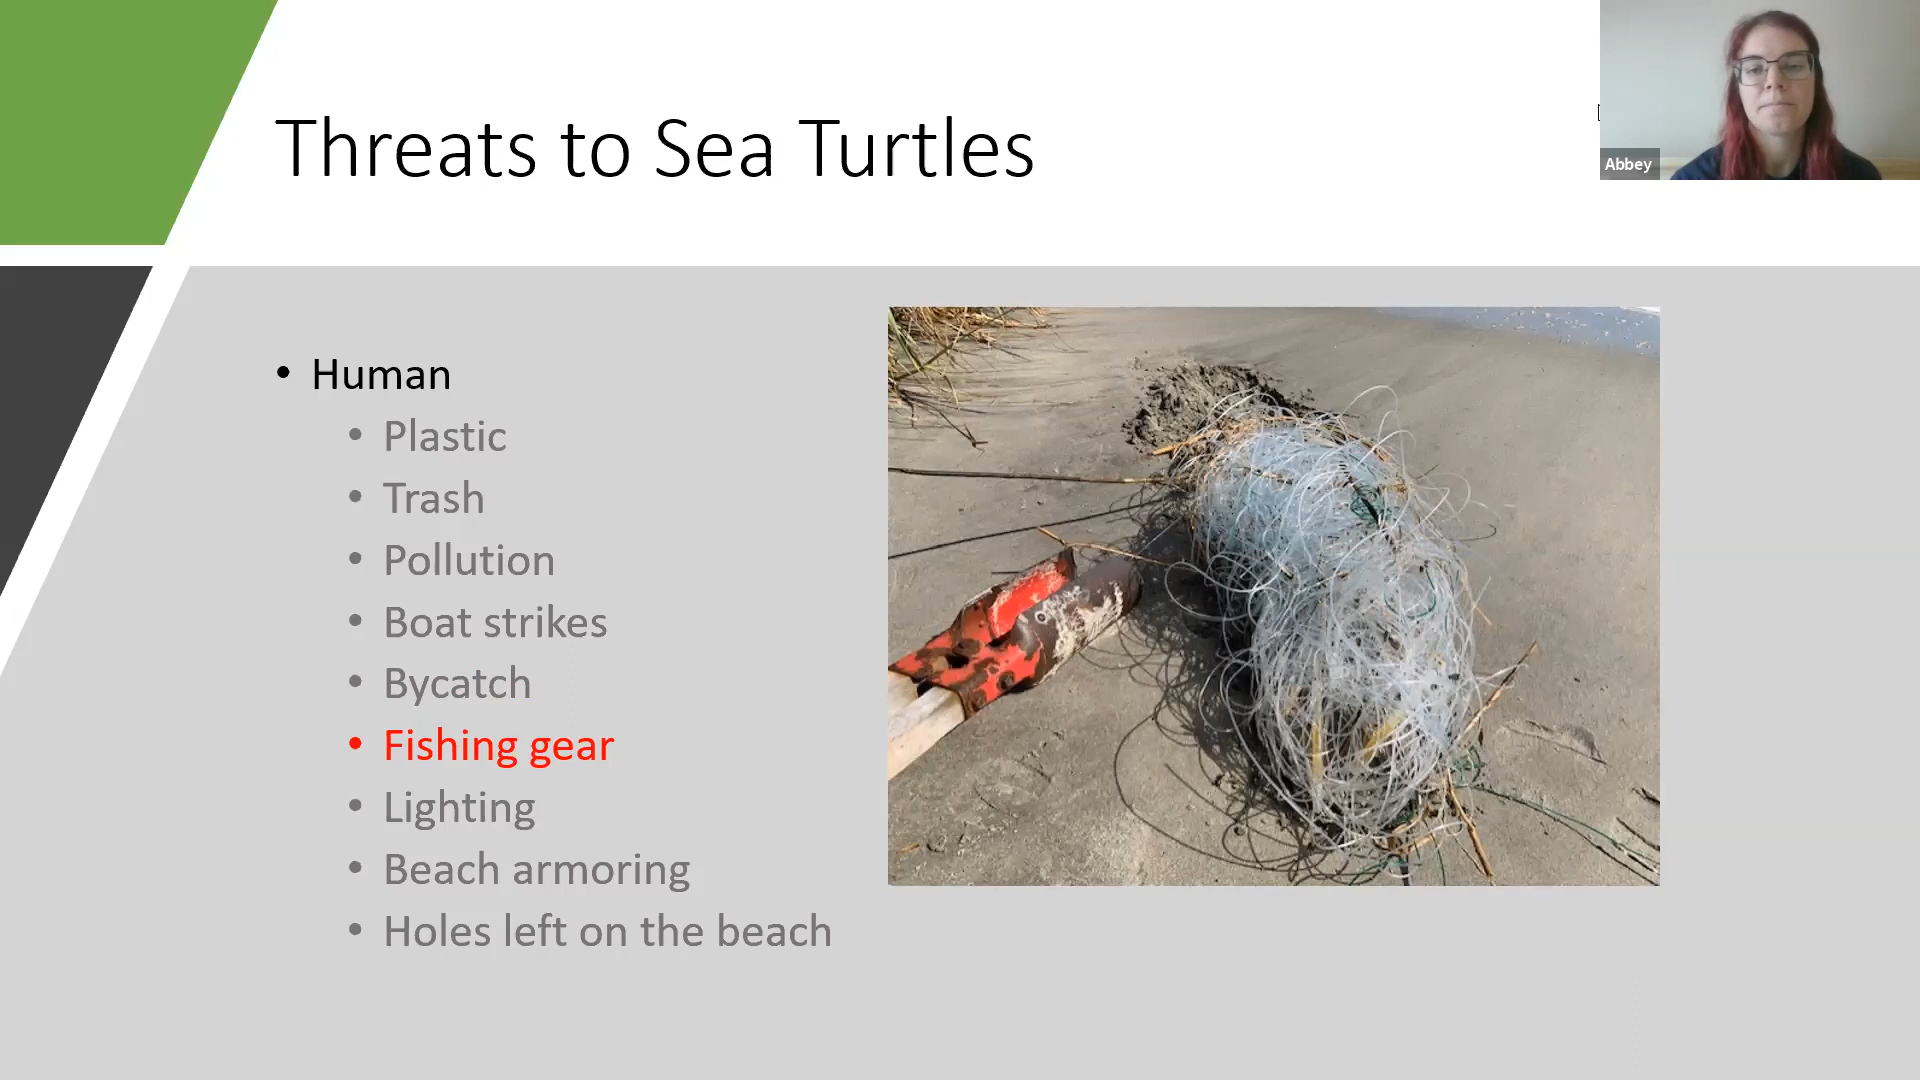 Threats to Sea Turtles
Abbey
• Human
• Plastic
• Trash
• Pollution
• Boat strikes
• Bycatch
• Fishing gear
• Lighting
• Beach armoring
• Holes left on the beach